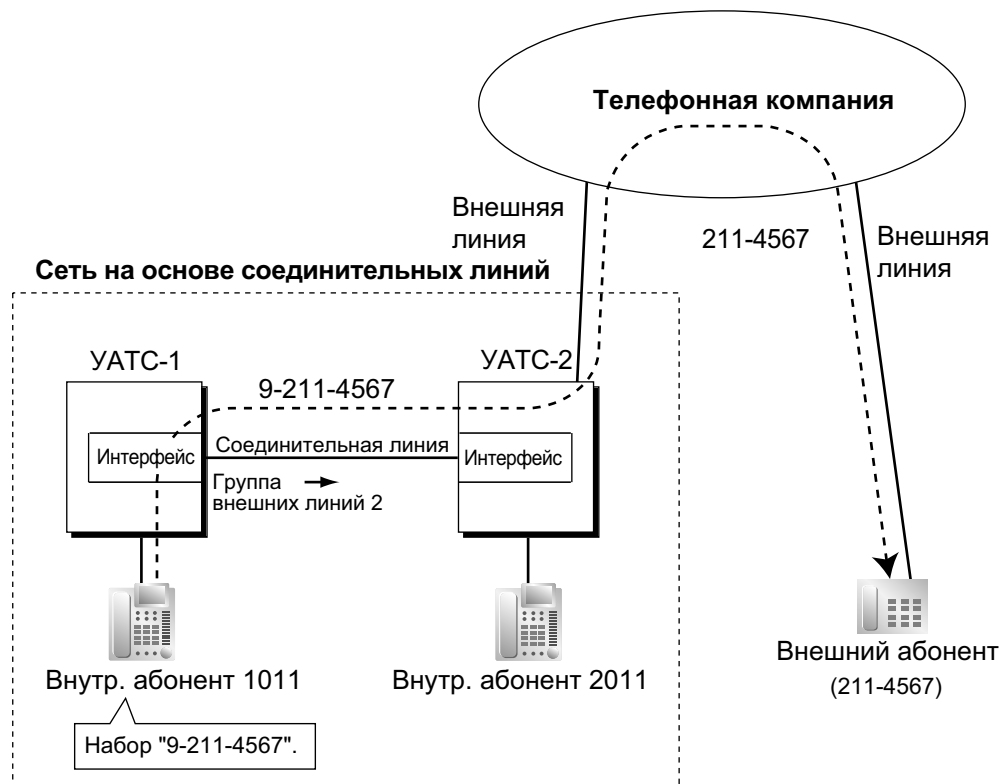 Телефонная компания
Внешняя
линия
211-4567
Внешняя
линия
Сеть на основе соединительных линий
УАТС-1
УАТС-2
9-211-4567
Интерфейс
Соединительная линия
Интерфейс
Группа
внешних линий 2
Внутр. абонент 1011
Внутр. абонент 2011
Внешний абонент
(211-4567)
Набор "9-211-4567".